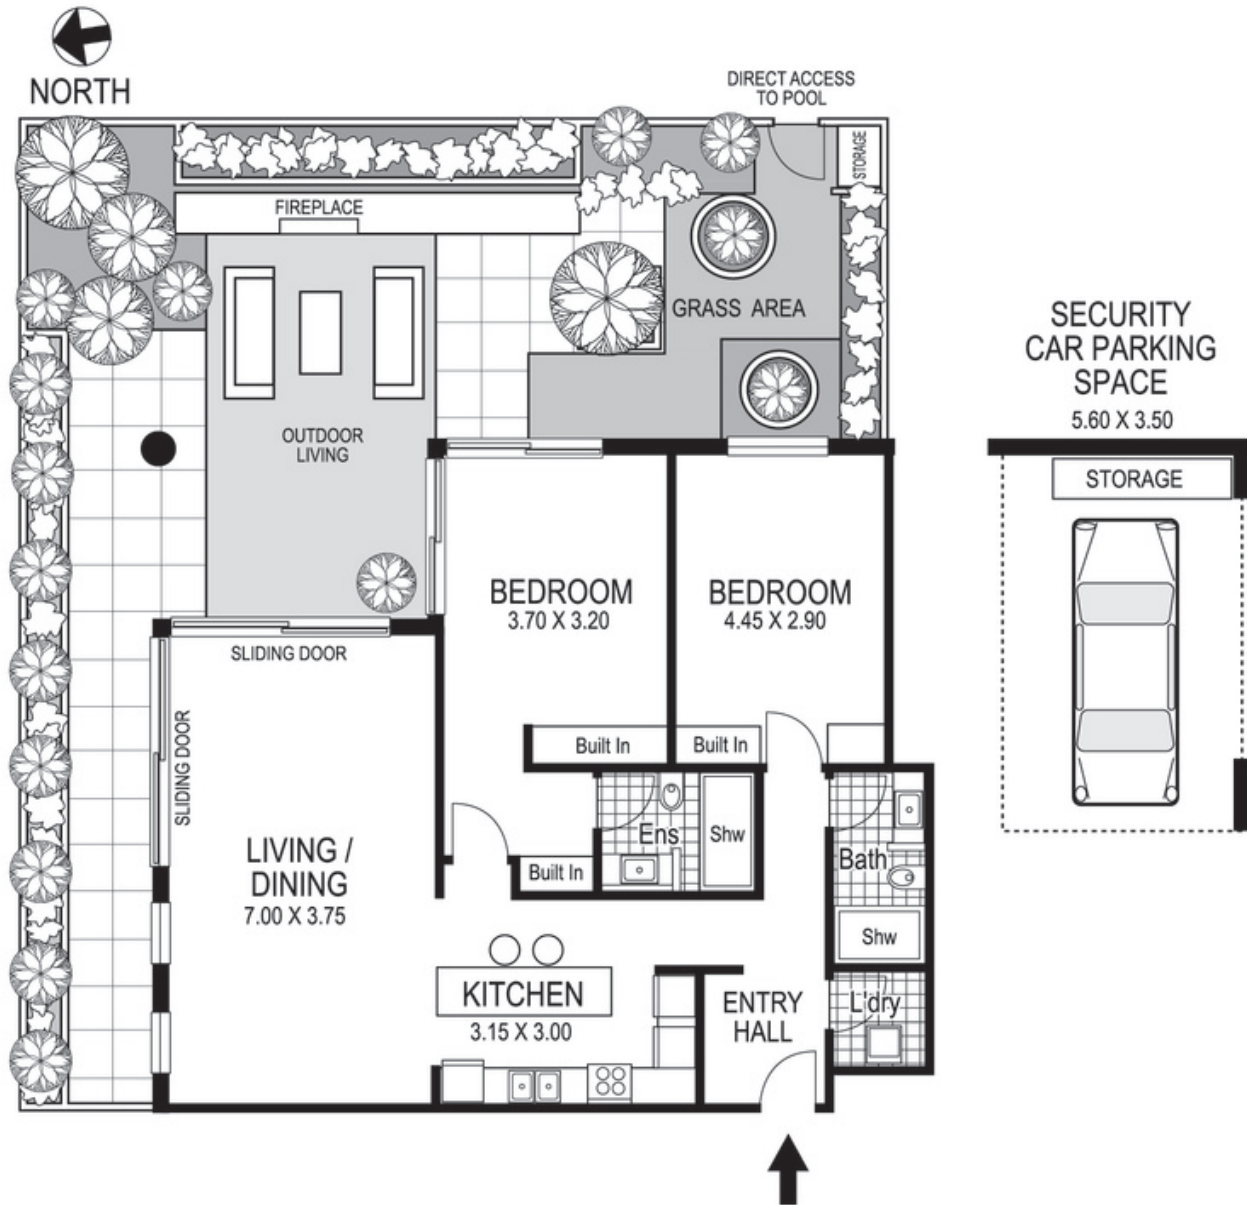 NORTH
DIRECT ACCESS
TO POOL
STORAGE
FIREPLACE
GRASS AREA
OUTDOOR
LIVING
SECURITY
CAR PARKING
SPACE
5.60 X 3.50
STORAGE
BEDROOM
3.70 X 3.20
BEDROOM
4.45 X 2.90
SLIDING DOOR
SLIDING DOOR
Built In
Built In
Ens
Shw
Bath
Built In
LIVING /
DINING
7.00 X 3.75
Shw
KITCHEN
3.15 X 3.00
ENTRY
HALL
L'dry